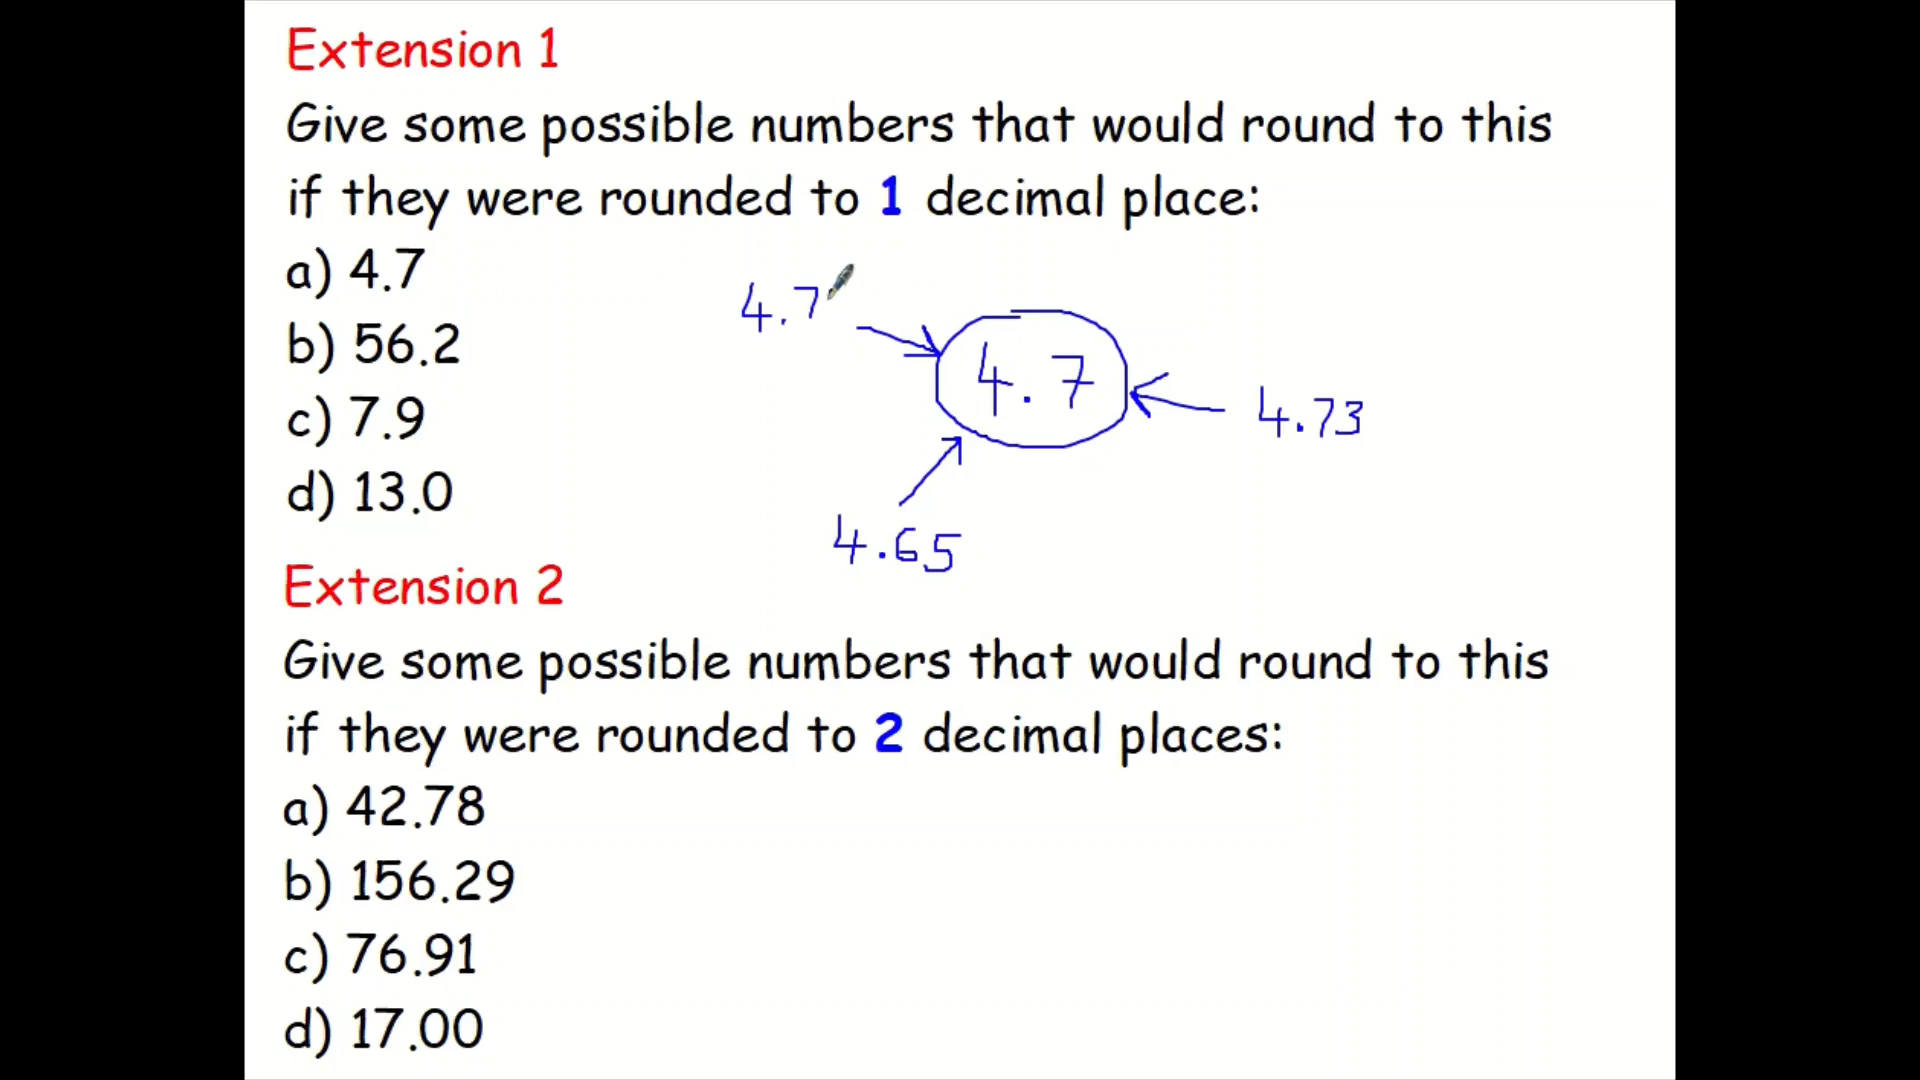 Extension 1
Give some possible numbers that would round to this
if they were rounded to 1 decimal place:
a) 4.7
b) 56.2
c) 7.9
d) 13.0
4.7
4.7
4.73
4.65
Extension 2
Give some possible numbers that would round to this
if they were rounded to 2 decimal places:
a) 42.78
b) 156.29
c) 76.91
d) 17.00